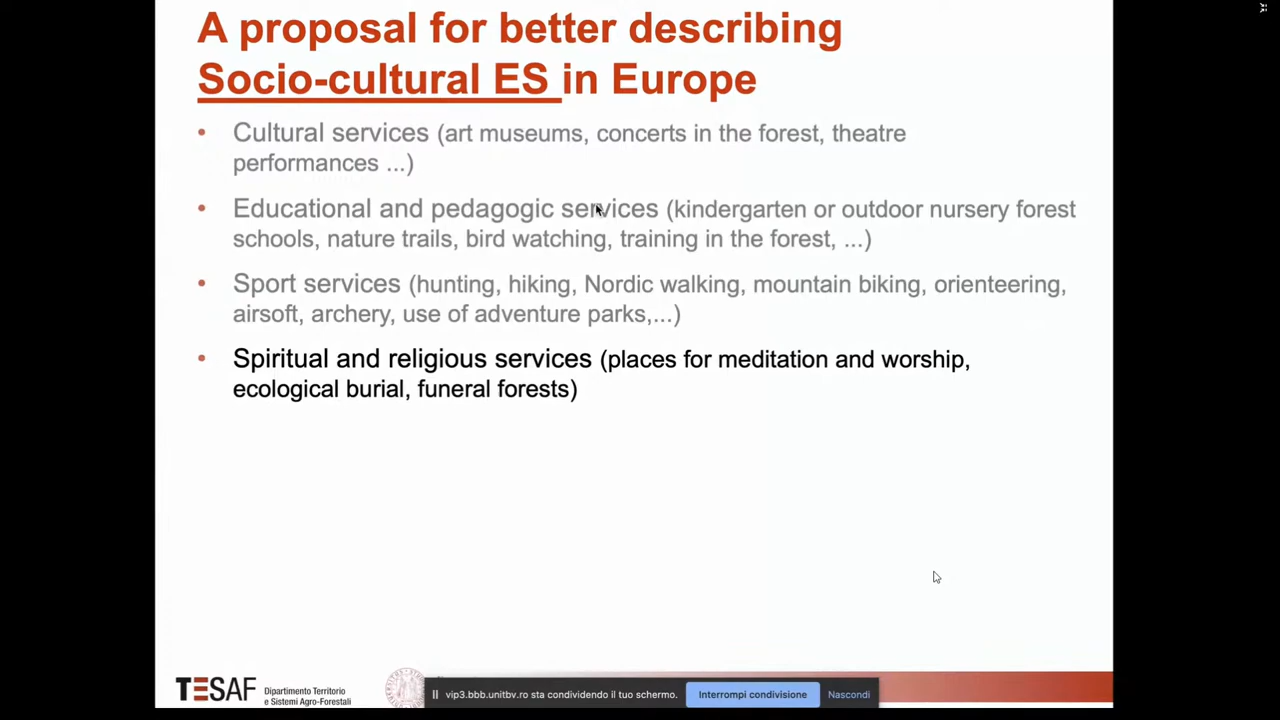 A proposal for better describing
Socio-cultural ES in Europe
• Cultural services (art museums, concerts in the forest, theatre
performances ...)
• Educational and pedagogic services (kindergarten or outdoor nursery forest
schools, nature trails, bird watching, training in the forest, ...)
• Sport services (hunting, hiking, Nordic walking, mountain biking, orienteering,
airsoft, archery, use of adventure parks,...)
• Spiritual and religious services (places for meditation and worship,
ecological burial, funeral forests)
TESAF Dipartimento Territorio
e Sistemi Agro-Forestali
vip3.bbb.unitbv.ro sta condividendo il tuo schermo. Interrompi condivisione Nascondi